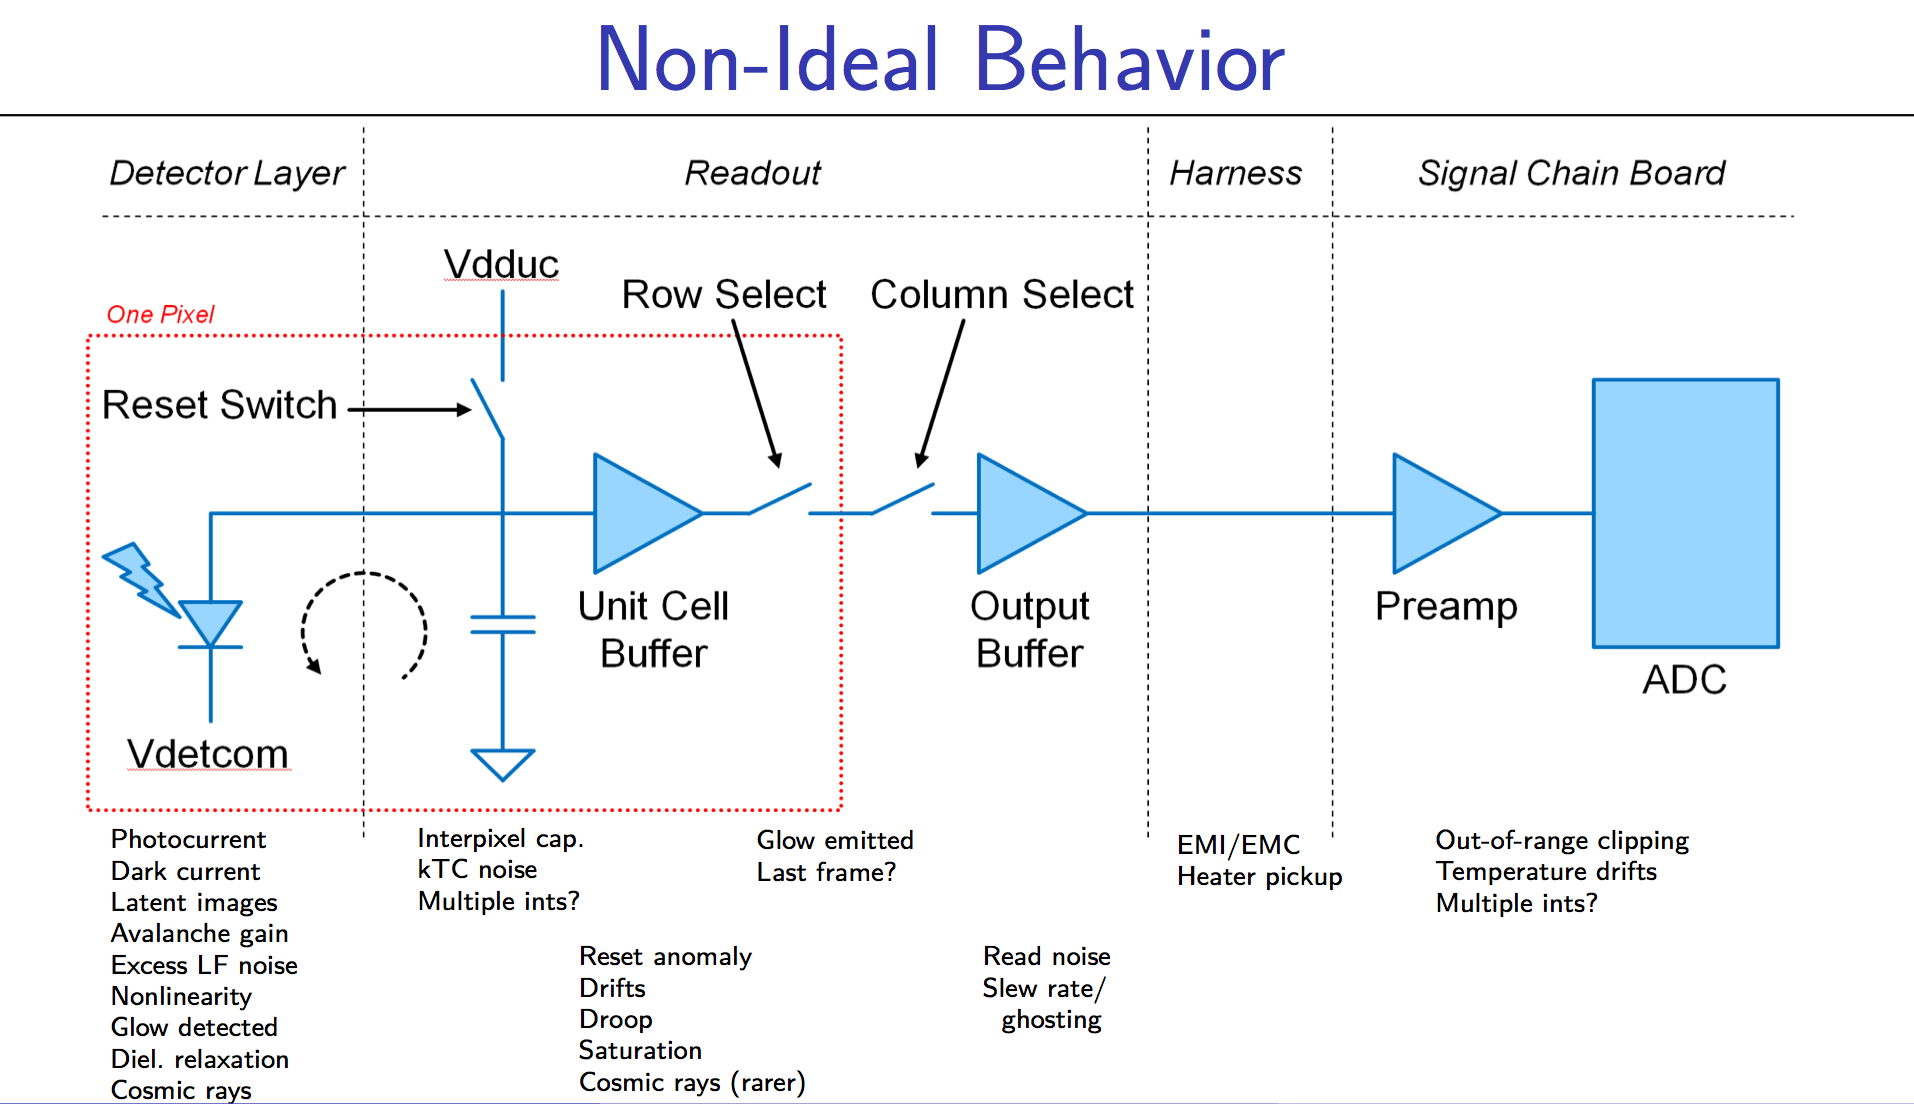 Non-Ideal Behavior
Detector Layer
Readout
Harness
Signal Chain Board
Vdduc
Row Select
Column Select
One Pixel
Reset Switch
Unit Cell
Buffer
Output
Buffer
Preamp
ADC
Vdetcom
Photocurrent
Dark current
Latent images
Avalanche gain
Excess LF noise
Nonlinearity
Glow detected
Diel. relaxation
Cosmic rays
Interpixel cap.
kTC noise
Multiple ints?
Reset anomaly
Drifts
Droop
Saturation
Cosmic rays (rarer)
Glow emitted
Last frame?
Read noise
Slew rate/
ghosting
EMI/EMC
Heater pickup
Out-of-range clipping
Temperature drifts
Multiple ints?